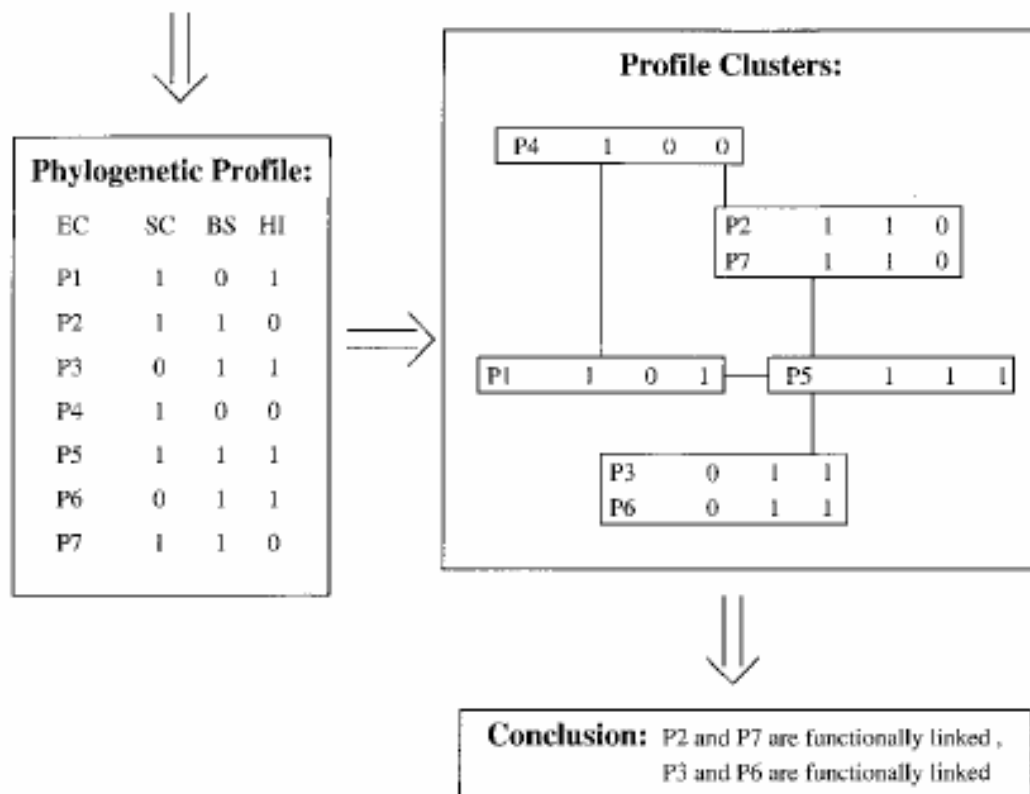 Phylogenetic Profile:
EC SC BS HI
P1 1 0 1
P2 1 1 0
P3 0 1 1
P4 1 0 0
P5 1 1 1
P6 0 1 1
P7 1 1 0
Profile Clusters:
P4 1 0 0
P2 1 1 0
P7 1 1 0
P1 1 0 1
P5 1 1 1
P3 0 1 1
P6 0 1 1
Conclusion: P2 and P7 are functionally linked ,
P3 and P6 are functionally linked